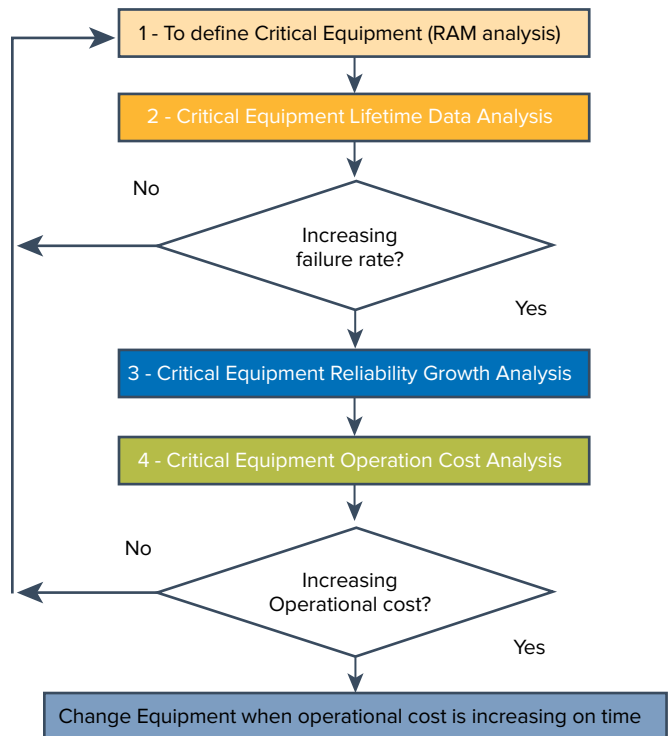 1 - To define Critical Equipment (RAM analysis)
2 - Critical Equipment Lifetime Data Analysis
No
Increasing
failure rate?
Yes
3 - Critical Equipment Reliability Growth Analysis
4 - Critical Equipment Operation Cost Analysis
No
Increasing
Operational cost?
Yes
Change Equipment when operational cost is increasing on time